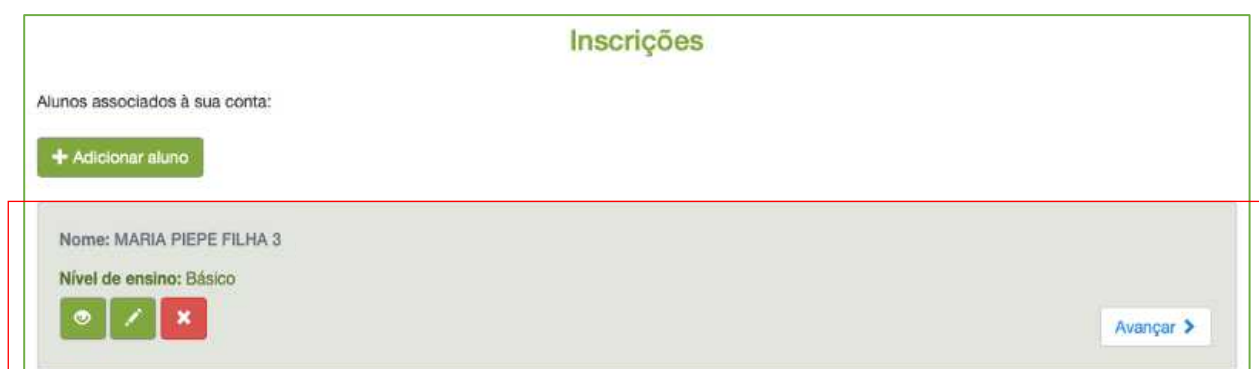 Inscrições
Alunos associados à sua conta:
Adicionar aluno
Nome: MARIA PIEPE FILHA 3
Nível de ensino: Básico
Avançar